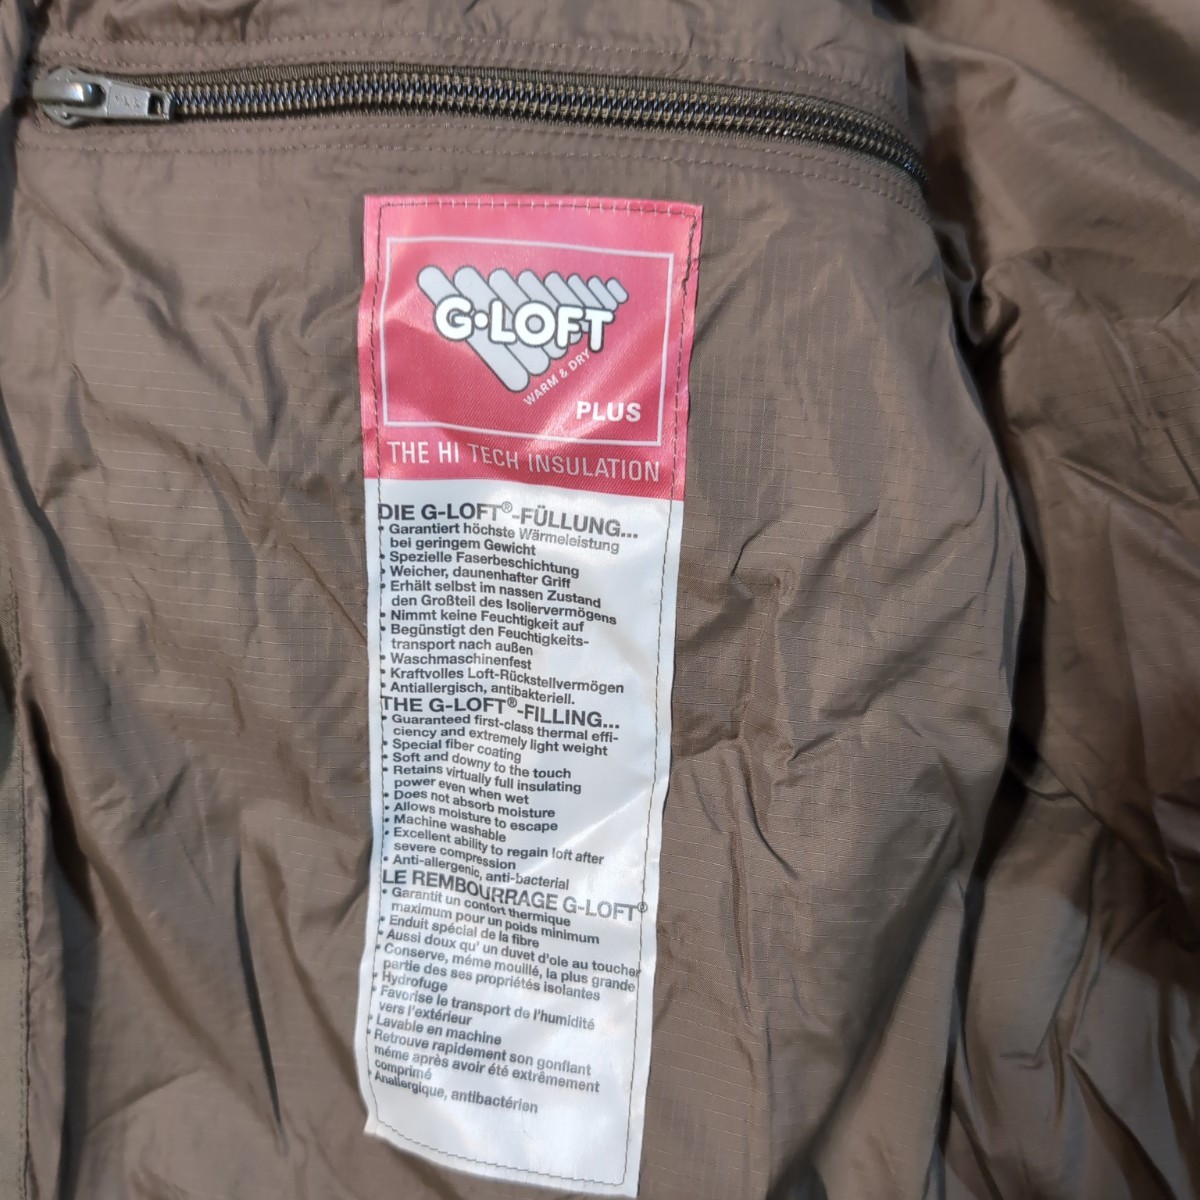 G•LOFT
WARM & DRY
PLUS
THE HI TECH INSULATION
DIE G-LOFT®-FÜLLUNG...
• Garantiert höchste Wärmeleistung
bei geringem Gewicht
• Spezielle Faserbeschichtung
• Weicher, daunenhafter Griff
• Erhält selbst im nassen Zustand
den Großteil des Isoliervermögens
• Nimmt keine Feuchtigkeit auf
• Begünstigt den Feuchtigkeits-
transport nach außen
• Waschmaschinenfest
• Kraftvolles Loft-Rückstellvermögen
• Antiallergisch, antibakteriell.
THE G-LOFT®-FILLING...
• Guaranteed first-class thermal effi-
ciency and extremely light weight
• Special fiber coating
• Soft and downy to the touch
• Retains virtually full insulating
power even when wet
• Does not absorb moisture
• Allows moisture to escape
• Machine washable
• Excellent ability to regain loft after
severe compression
• Anti-allergenic, anti-bacterial
LE REMBOURRAGE G-LOFT®
• Garantit un confort thermique
maximum pour un poids minimum
• Enduit spécial de la fibre
• Aussi doux qu' un duvet d'oie au toucher
• Conserve, même mouillé, la plus grande
partie des ses propriétés isolantes
• Hydrofuge
• Favorise le transport de l'humidité
vers l'extérieur
• Lavable en machine
• Retrouve rapidement son gonflant
même après avoir été extrêmement
comprimé
• Anallergique, antibactérien